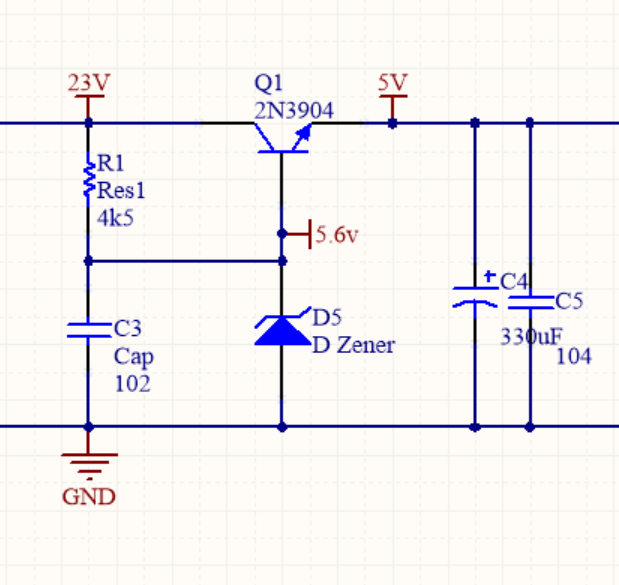 23V
Q1
2N3904
5V
R1
Res1
4k5
5.6v
C3
Cap
102
D5
D Zener
C4
330uF
C5
104
GND